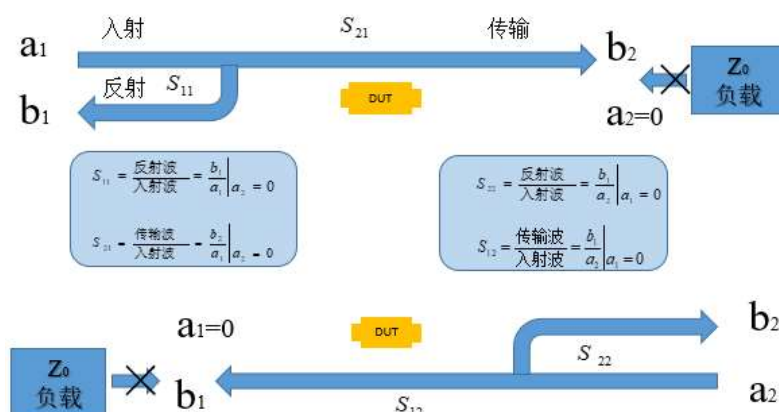 a1 入射 S21 传输 b2
Z0
负载
反射 S11
b1 DUT a2=0
S11 = 反射波/入射波 = b1/a1 | a2 = 0
S21 = 传输波/入射波 = b2/a1 | a2 = 0
S22 = 反射波/入射波 = b1/a2 | a1 = 0
S12 = 传输波/入射波 = b1/a2 | a1 = 0
a1=0 DUT b2
Z0
负载
S 22
b1 S12 a2